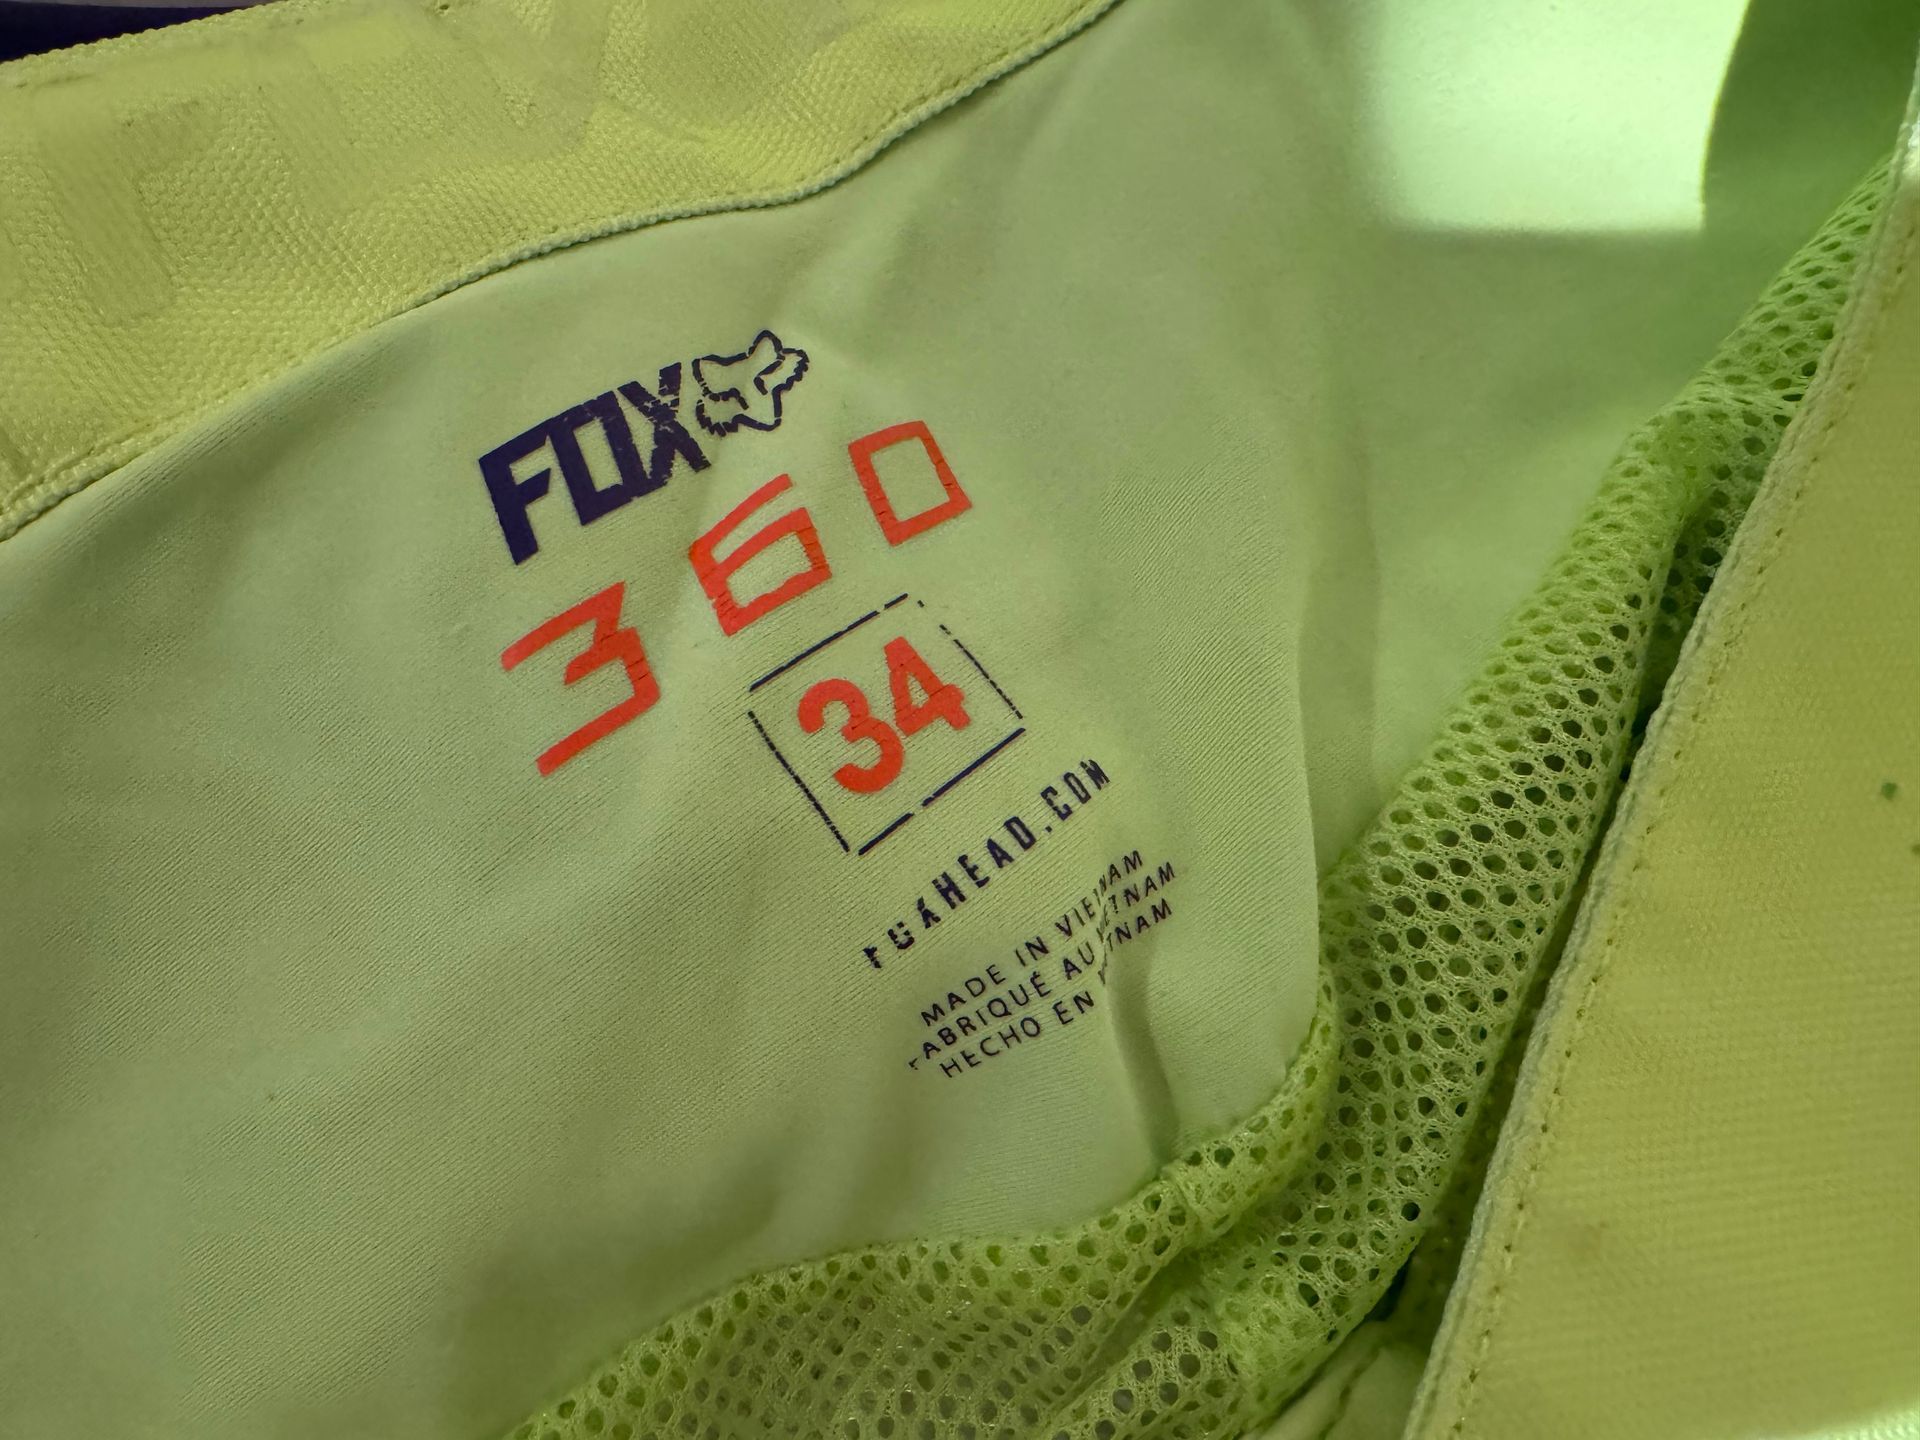 FOX
360
34
FOXHEAD.COM
MADE IN VIETNAM
FABRIQUÉ AU VIETNAM
HECHO EN VIETNAM